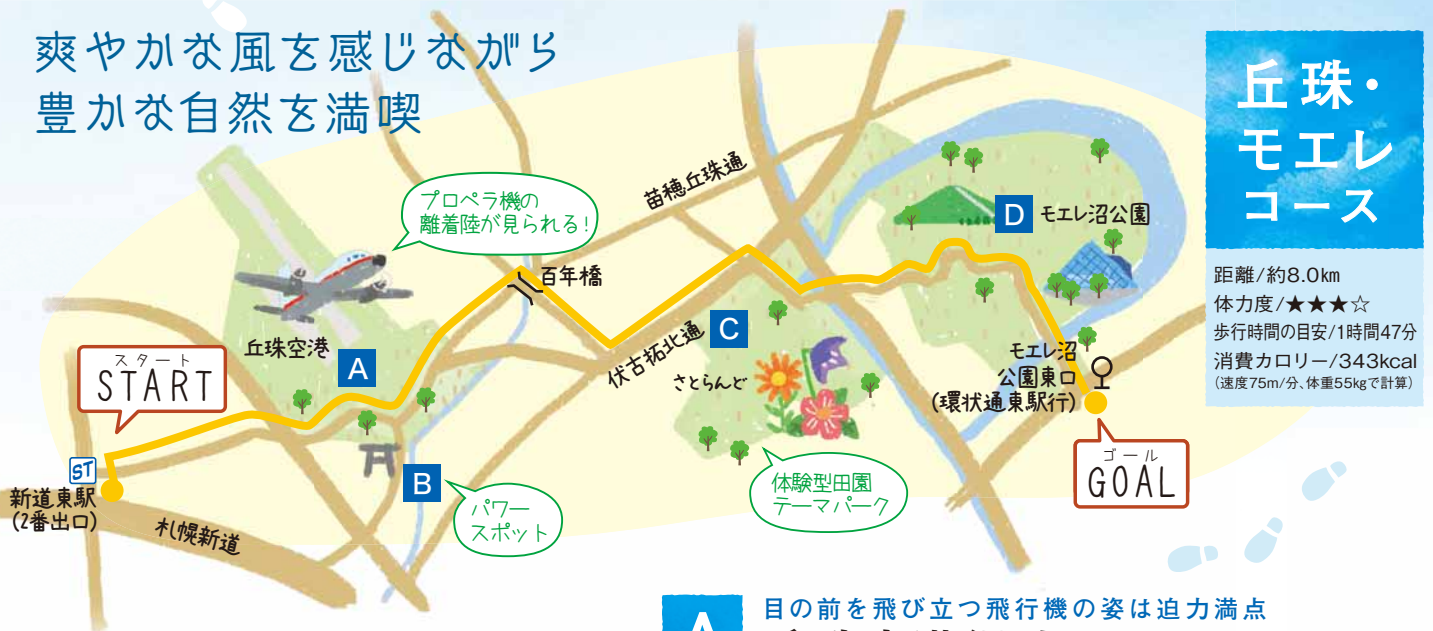 爽やかな風を感じながら
豊かな自然を満喫
丘珠・
モエレ
コース
距離/約8.0km
体力度/★★★☆
歩行時間の目安/1時間47分
消費カロリー/343kcal
(速度75m/分、体重55kgで計算)
プロペラ機の
離着陸が見られる!
苗穂丘珠通
百年橋
丘珠空港
A
スタート
START
ST
新道東駅
(2番出口)
札幌新道
B
パワー
スポット
伏古拓北通
C
さとらんど
体験型田園
テーマパーク
D
モエレ沼公園
モエレ沼
公園東口
(環状通東駅行)
ゴール
GOAL
A
目の前を飛び立つ飛行機の姿は迫力満点